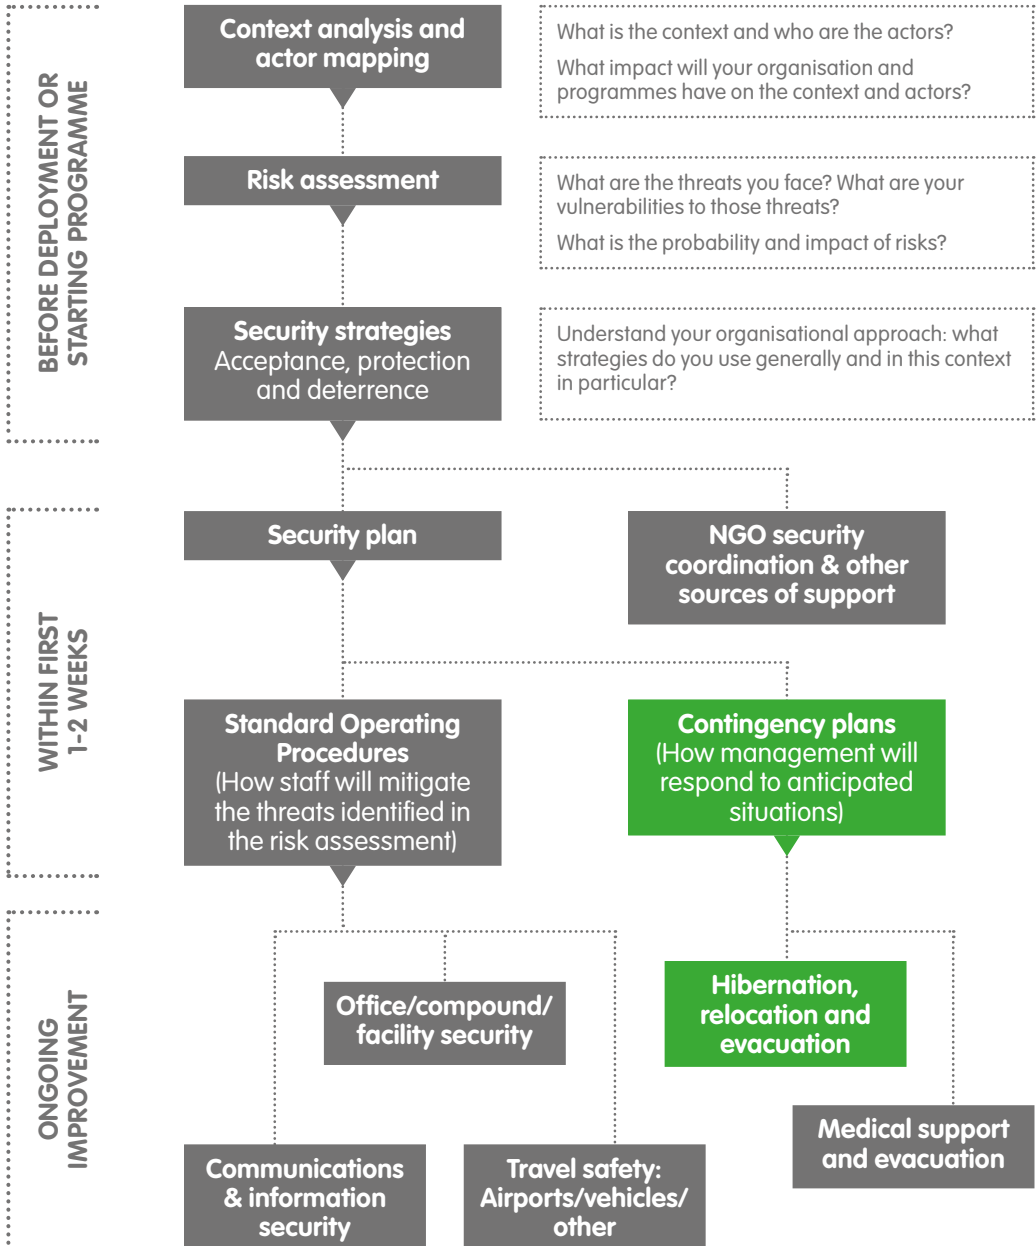 BEFORE DEPLOYMENT OR
STARTING PROGRAMME
Context analysis and
actor mapping
What is the context and who are the actors?
What impact will your organisation and
programmes have on the context and actors?
Risk assessment
What are the threats you face? What are your
vulnerabilities to those threats?
What is the probability and impact of risks?
Security strategies
Acceptance, protection
and deterrence
Understand your organisational approach: what
strategies do you use generally and in this context
in particular?
WITHIN FIRST
1-2 WEEKS
Security plan
NGO security
coordination & other
sources of support
Standard Operating
Procedures
(How staff will mitigate
the threats identified in
the risk assessment)
Contingency plans
(How management will
respond to anticipated
situations)
ONGOING
IMPROVEMENT
Office/compound/
facility security
Hibernation,
relocation and
evacuation
Communications
& information
security
Travel safety:
Airports/vehicles/
other
Medical support
and evacuation